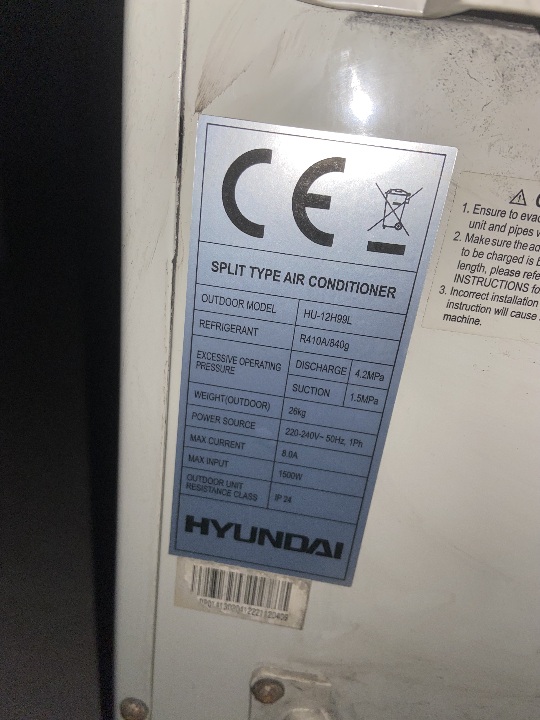 CE
SPLIT TYPE AIR CONDITIONER
OUTDOOR MODEL HU-12H99L
REFRIGERANT R410A/840g
EXCESSIVE OPERATING
PRESSURE
DISCHARGE 4.2MPa
SUCTION 1.5MPa
WEIGHT(OUTDOOR) 26kg
POWER SOURCE 220-240V~ 50Hz, 1Ph
MAX CURRENT 8.0A
MAX INPUT 1500W
OUTDOOR UNIT
RESISTANCE CLASS IP 24
HYUNDAI
1. Ensure to
unit and pipes
2. Make sure the
to be charged is
length, please
INSTRUCTIONS
3. Incorrect installation
instruction will cause
machine.